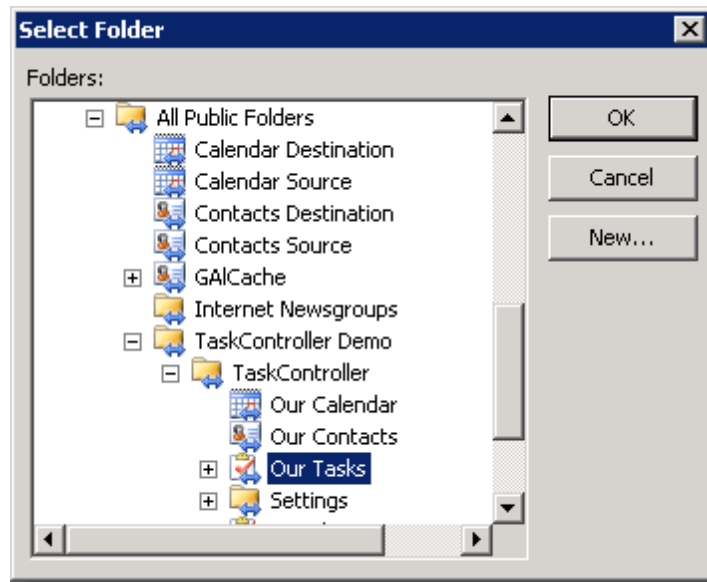 Select Folder
Folders:
All Public Folders
Calendar Destination
Calendar Source
Contacts Destination
Contacts Source
GAlCache
Internet Newsgroups
TaskController Demo
TaskController
Our Calendar
Our Contacts
Our Tasks
Settings
OK
Cancel
New...